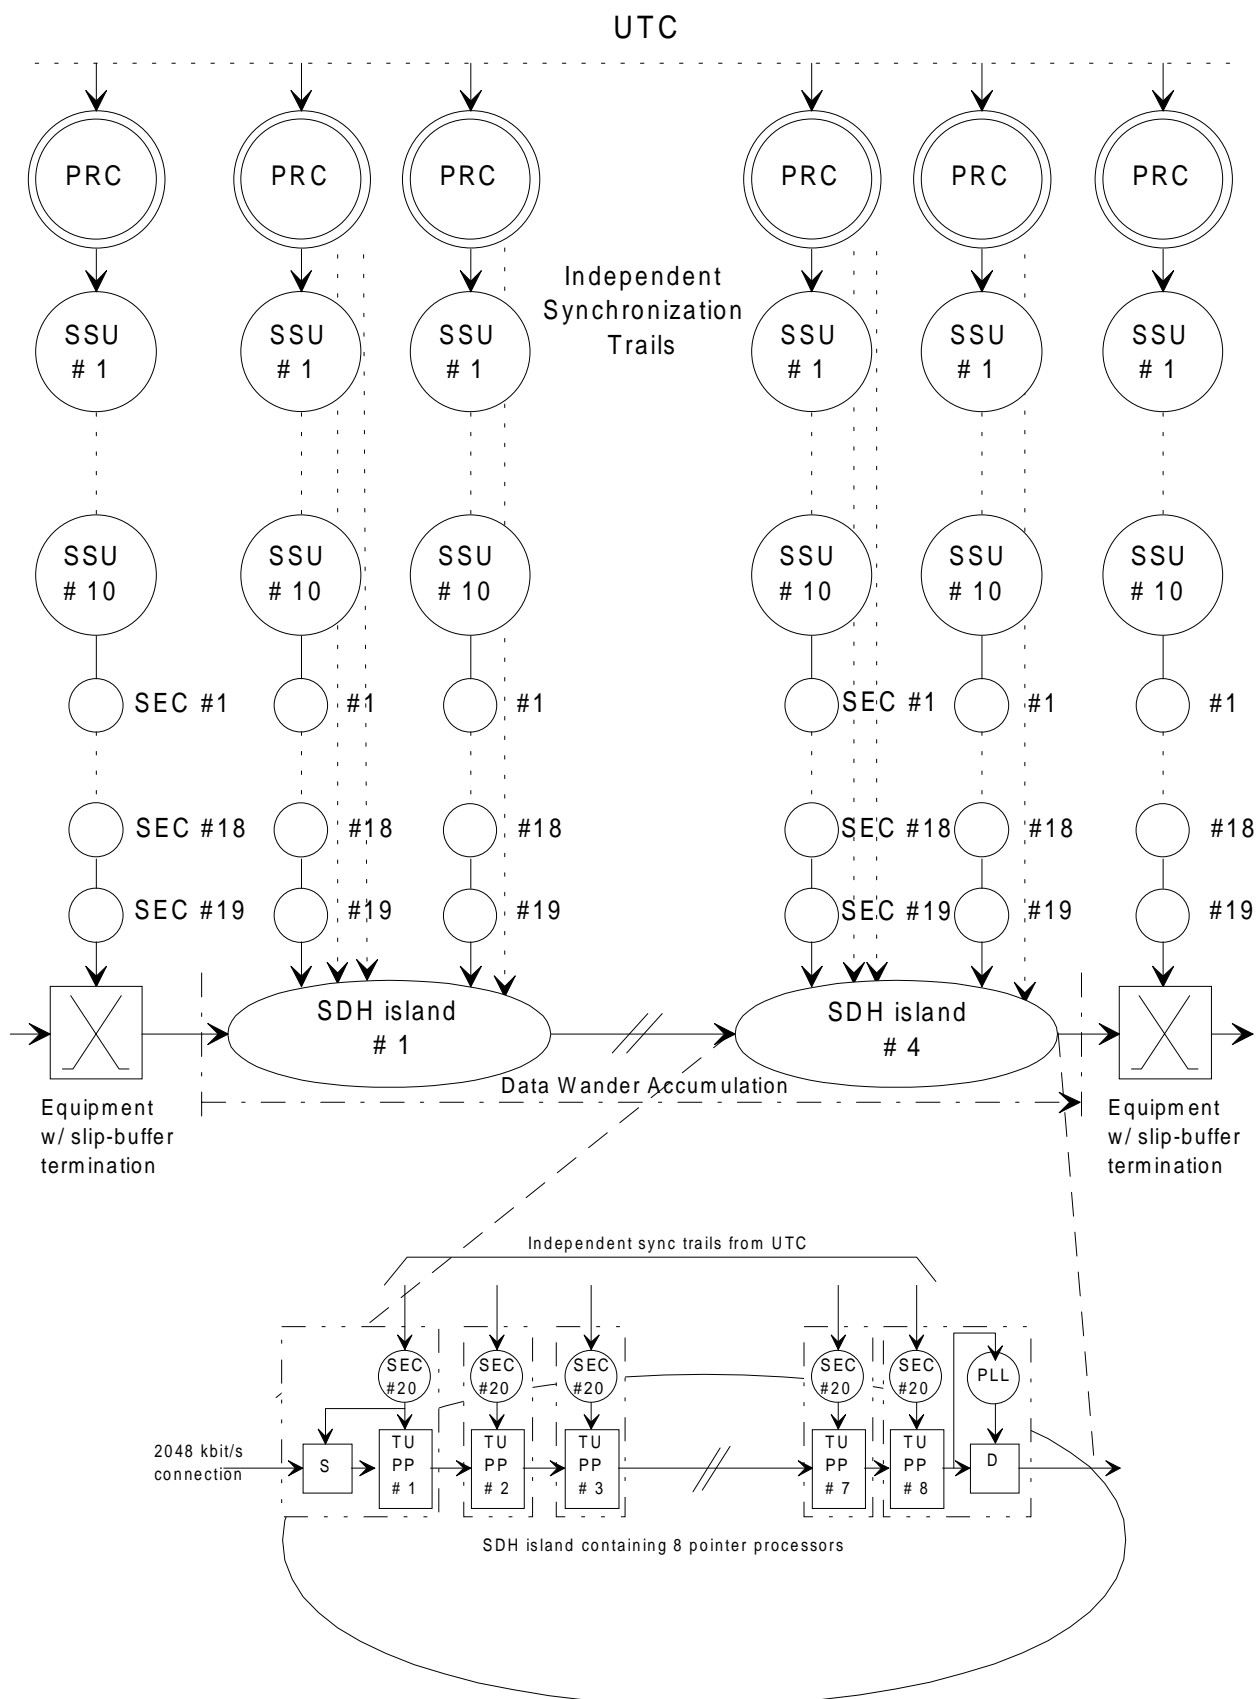 UTC
PRC PRC PRC PRC PRC PRC
Independent
Synchronization
Trails
SSU SSU SSU SSU SSU SSU
# 1 # 1 # 1 # 1 # 1 # 1
SSU SSU SSU SSU SSU SSU
# 10 # 10 # 10 # 10 # 10 # 10
SEC #1 #1 #1 SEC #1 #1 #1
SEC #18 #18 #18 SEC #18 #18 #18
SEC #19 #19 #19 SEC #19 #19 #19
SDH island
# 1
SDH island
# 4
Data Wander Accumulation
Equipment
w/ slip-buffer
termination
Equipment
w/ slip-buffer
termination
Independent sync trails from UTC
SEC SEC SEC SEC SEC PLL
#20 #20 #20 #20 #20
2048 kbit/s
connection
S
TU TU TU TU TU
PP PP PP PP PP
# 1 # 2 # 3 # 7 # 8
D
SDH island containing 8 pointer processors